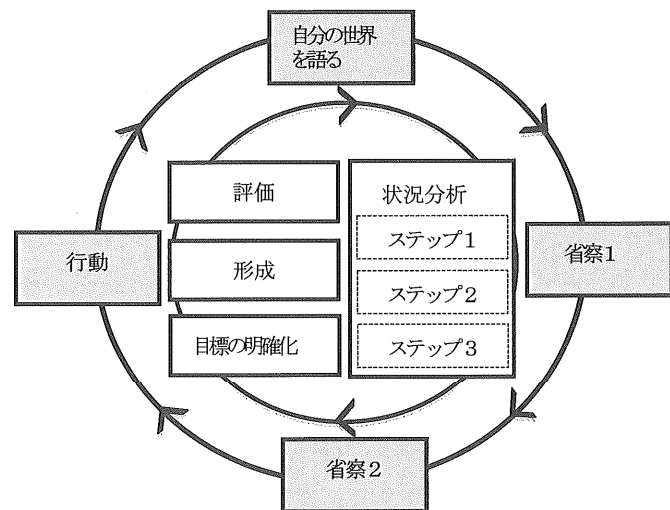 自分の世界
を語る
評価
状況分析
ステップ1
行動
形成
省察1
ステップ2
目標の明確化
ステップ3
省察2